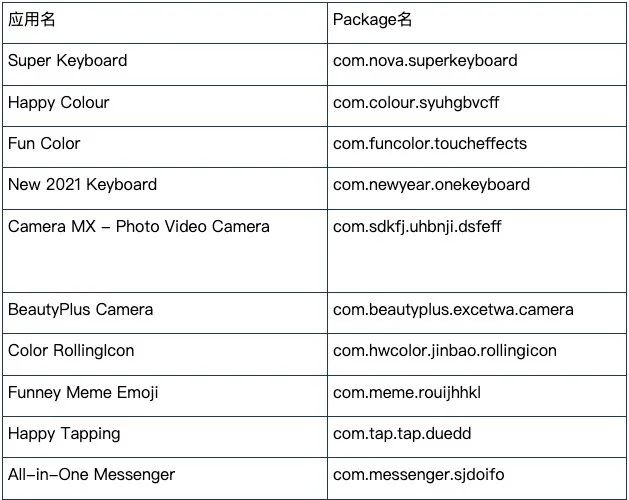 应用名 Package名
Super Keyboard com.nova.superkeyboard
Happy Colour com.colour.syuhgbvcff
Fun Color com.funcolor.toucheffects
New 2021 Keyboard com.newyear.onekeyboard
Camera MX – Photo Video Camera com.sdkfj.uhbnji.dsfeff
BeautyPlus Camera com.beautyplus.excetwa.camera
Color RollingIcon com.hwcolor.jinbao.rollingicon
Funney Meme Emoji com.meme.rouijhhkl
Happy Tapping com.tap.tap.duedd
All-in-One Messenger com.messenger.sjdoifo